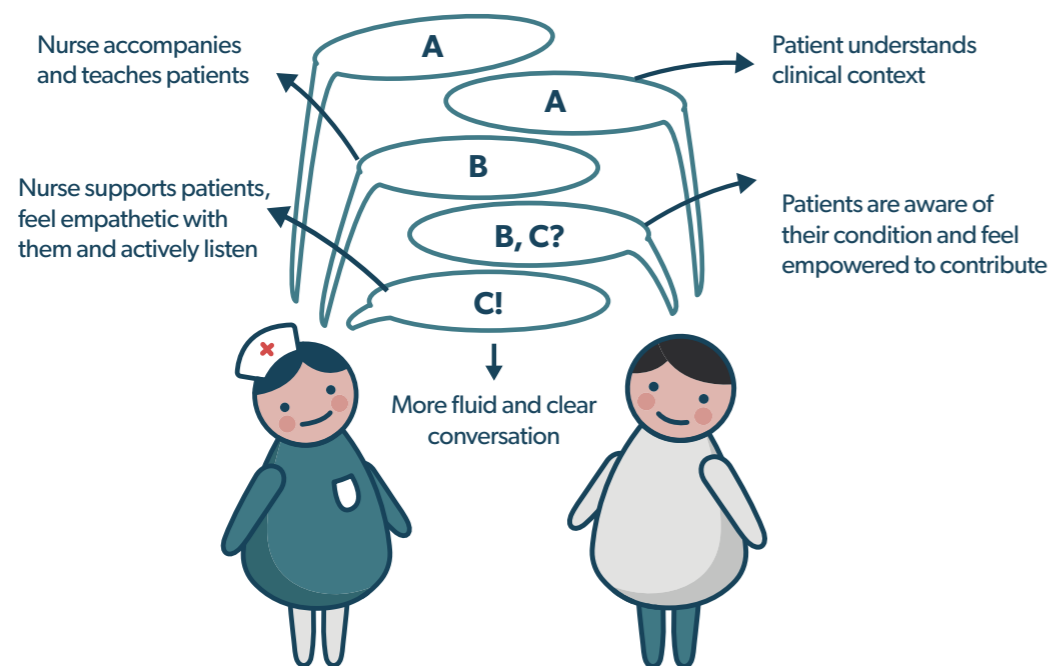 Nurse accompanies
and teaches patients
A
Patient understands
clinical context
A
B
Nurse supports patients,
feel empathetic with
them and actively listen
B, C?
Patients are aware of
their condition and feel
empowered to contribute
C!
More fluid and clear
conversation